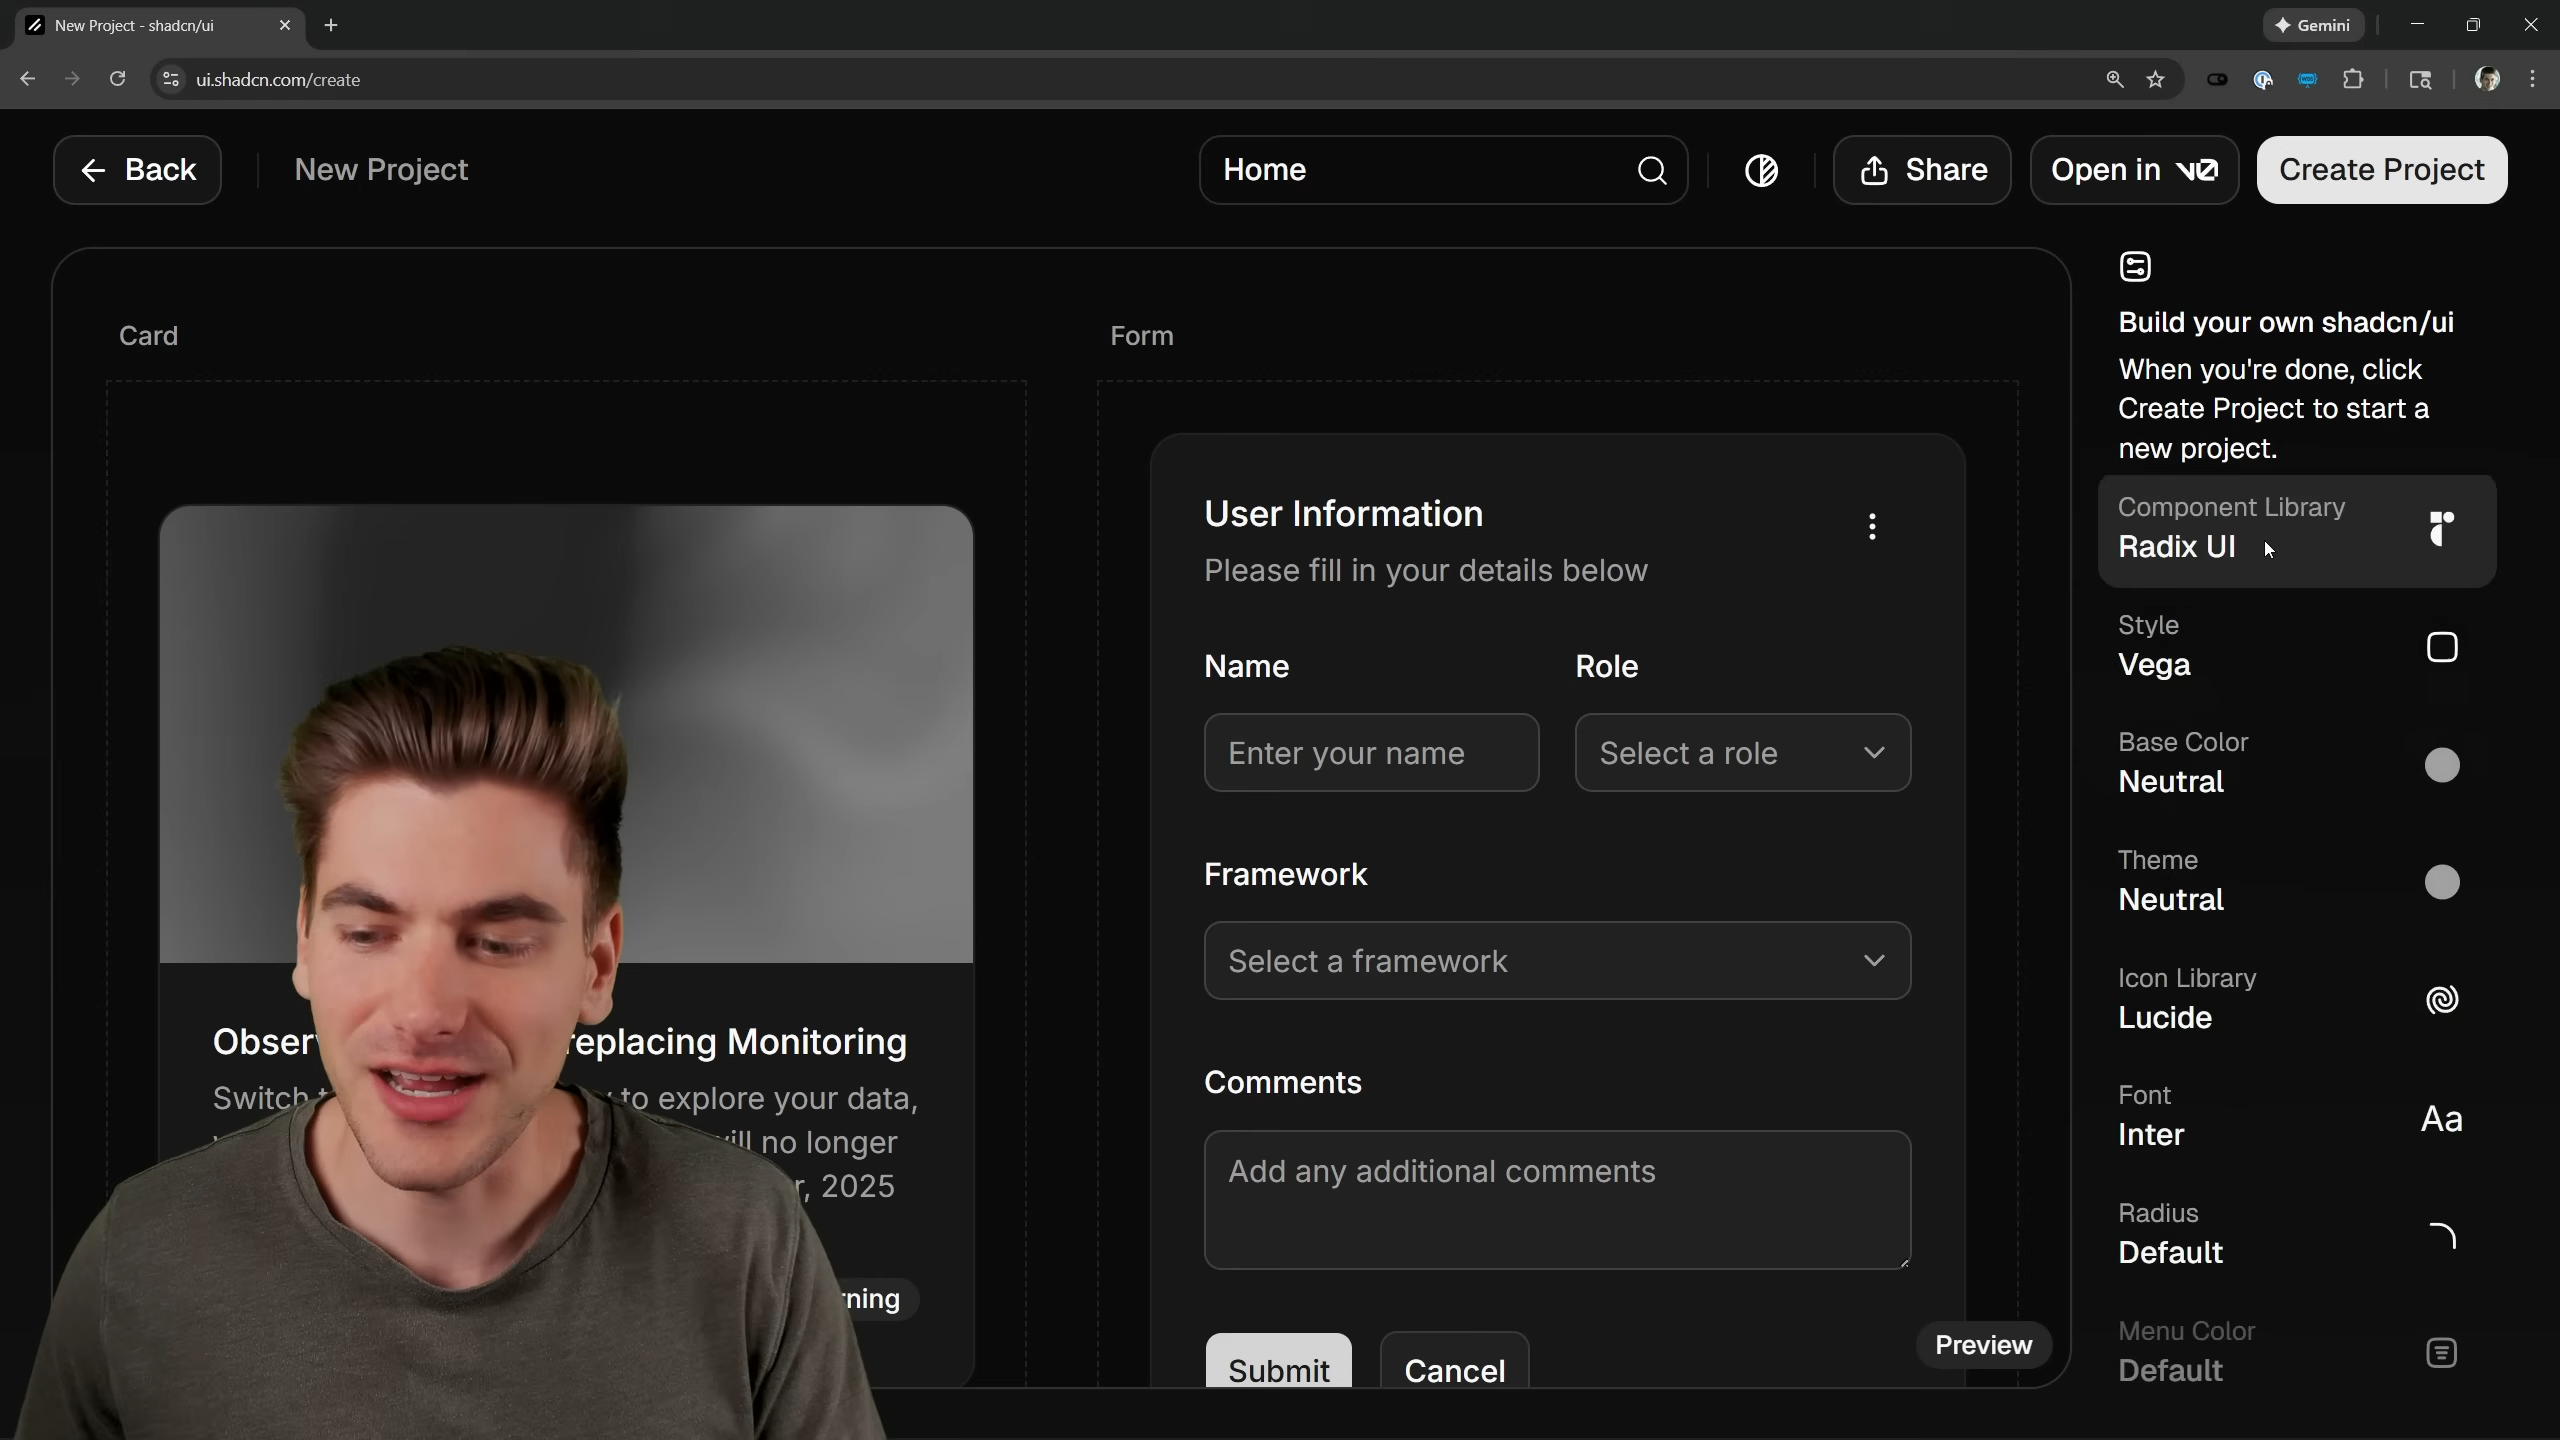 New Project - shadcn/ui
Gemini
ui.shadcn.com/create
Back
New Project
Home
Share
Open in v0
Create Project
Card
Form
Build your own shadcn/ui
When you're done, click
Create Project to start a
new project.
Component Library
Radix UI
Style
Vega
Base Color
Neutral
Theme
Neutral
Icon Library
Lucide
Font
Inter
Aa
Radius
Default
Menu Color
Default
User Information
Please fill in your details below
Name
Role
Enter your name
Select a role
Framework
Select a framework
Comments
Add any additional comments
Submit
Cancel
Preview
replacing Monitoring
Switch to explore your data,
no longer
2025